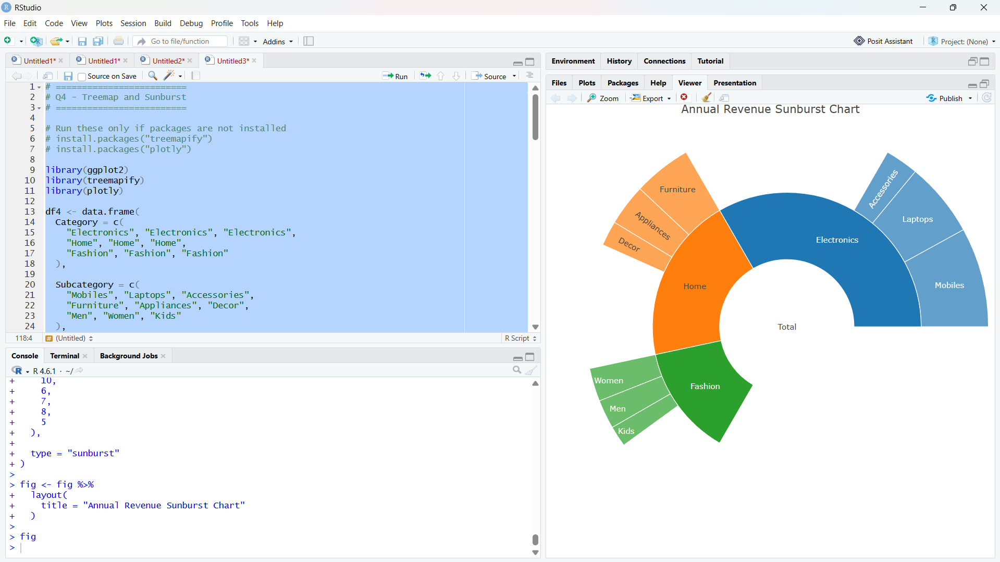 RStudio
File Edit Code View Plots Session Build Debug Profile Tools Help
Go to file/function Addins Posit Assistant Project: (None)
Untitled1* Untitled1* Untitled2* Untitled3*
Source on Save Run Source
1 # =========================
2 # Q4 - Treemap and Sunburst
3 # =========================
4
5 # Run these only if packages are not installed
6 # install.packages("treemapify")
7 # install.packages("plotly")
8
9 library(ggplot2)
10 library(treemapify)
11 library(plotly)
12
13 df4 <- data.frame(
14 Category = c(
15 "Electronics", "Electronics", "Electronics",
16 "Home", "Home", "Home",
17 "Fashion", "Fashion", "Fashion"
18 ),
19
20 Subcategory = c(
21 "Mobiles", "Laptops", "Accessories",
22 "Furniture", "Appliances", "Decor",
23 "Men", "Women", "Kids"
24 ),
118:4 (Untitled) R Script
Console Terminal Background Jobs
R 4.6.1 · ~/
+ 10,
+ 6,
+ 7,
+ 8,
+ 5
+ ),
+
+ type = "sunburst"
+ )
>
> fig <- fig %>%
+ layout(
+ title = "Annual Revenue Sunburst Chart"
+ )
>
> fig
>
Environment History Connections Tutorial
Files Plots Packages Help Viewer Presentation
Zoom Export Publish
Annual Revenue Sunburst Chart
Furniture
Accessories
Appliances
Laptops
Decor
Electronics
Home
Mobiles
Total
Women
Fashion
Men
Kids